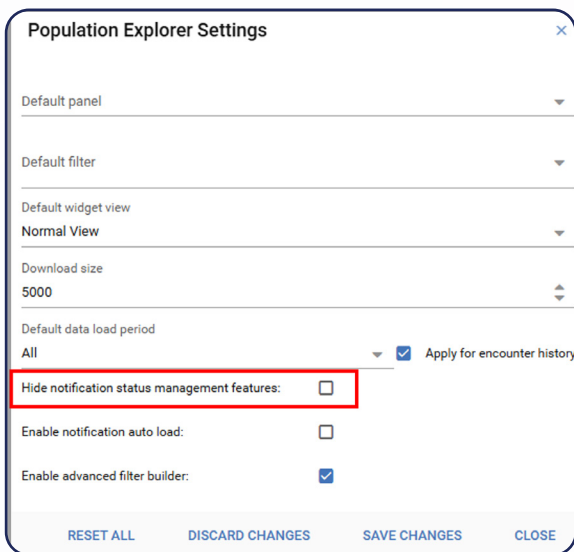 Population Explorer Settings ×
Default panel
Default filter
Default widget view
Normal View
Download size
5000
Default data load period
All
Apply for encounter history
Hide notification status management features:
Enable notification auto load:
Enable advanced filter builder:
RESET ALL DISCARD CHANGES SAVE CHANGES CLOSE